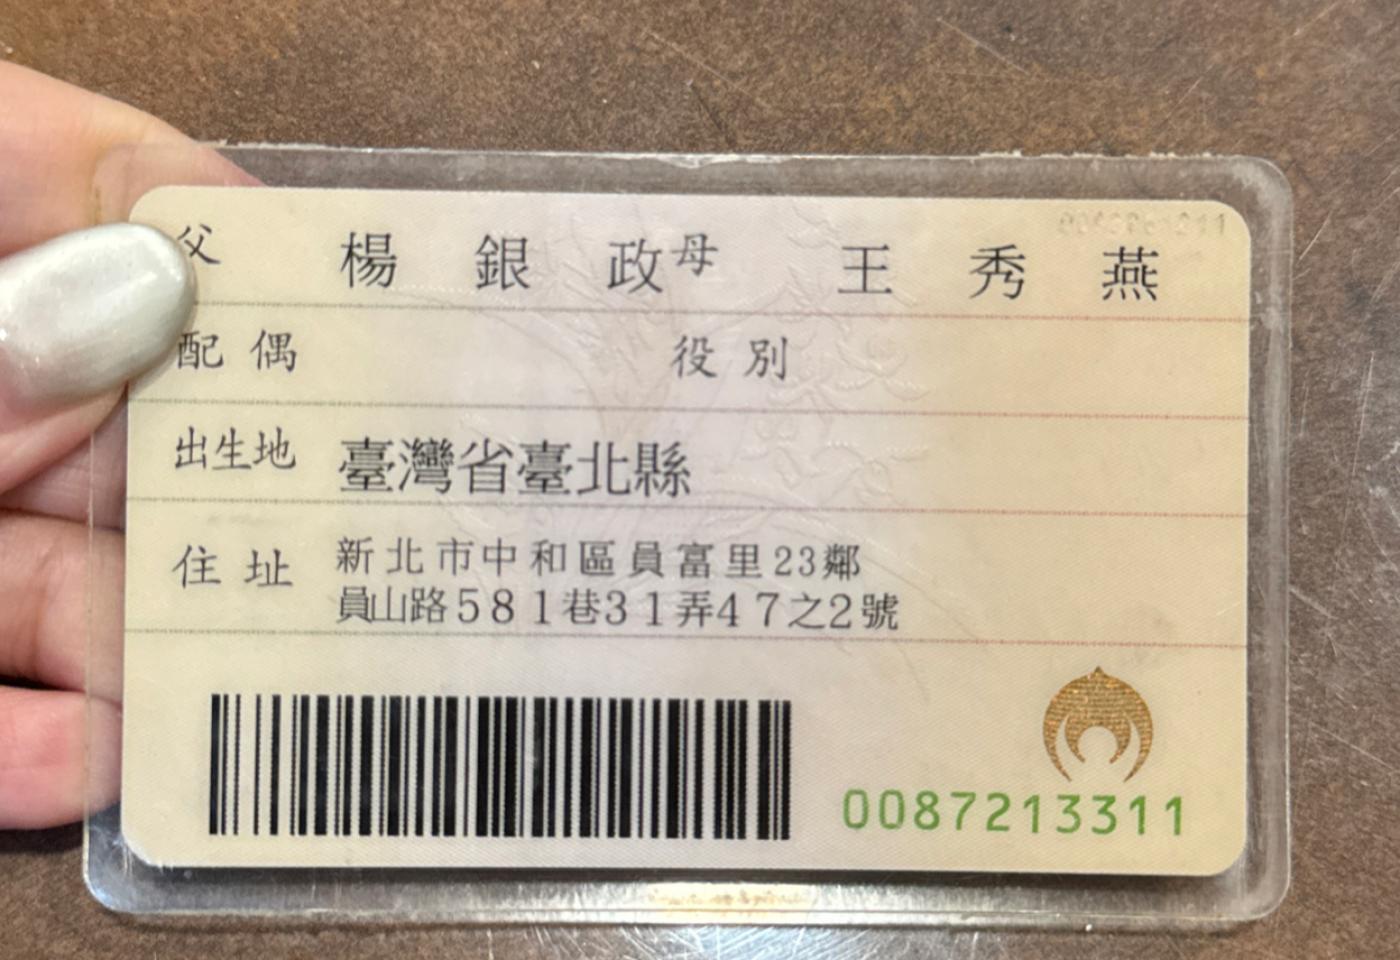 父 楊銀政 母 王秀燕
配偶 役別
出生地 臺灣省臺北縣
住址 新北市中和區員富里23鄰
員山路581巷31弄47之2號
0087213311